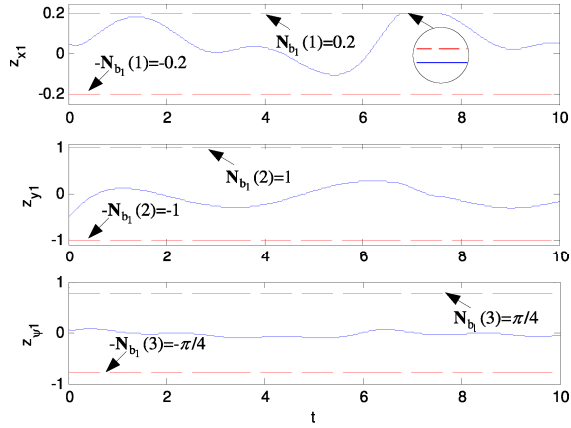 0.2
N_b1(1)=0.2
z_x1
-N_b1(1)=-0.2
0
-0.2
0 2 4 6 8 10
1
N_b1(2)=1
z_y1
0
-N_b1(2)=-1
-1
0 2 4 6 8 10
1
N_b1(3)=π/4
z_ψ1
0
-N_b1(3)=-π/4
-1
0 2 4 6 8 10
t